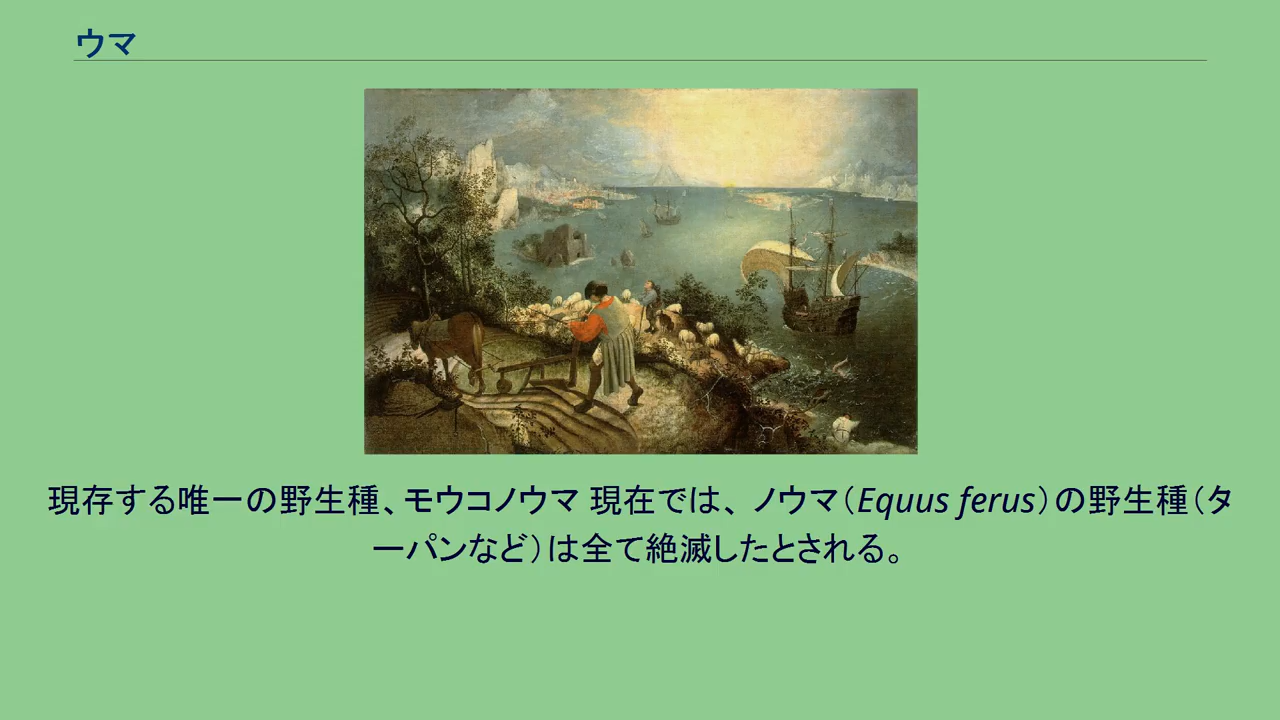 ウマ
現存する唯一の野生種、モウコノウマ 現在では、ノウマ（Equus ferus）の野生種（タ
ーパンなど）は全て絶滅したとされる。